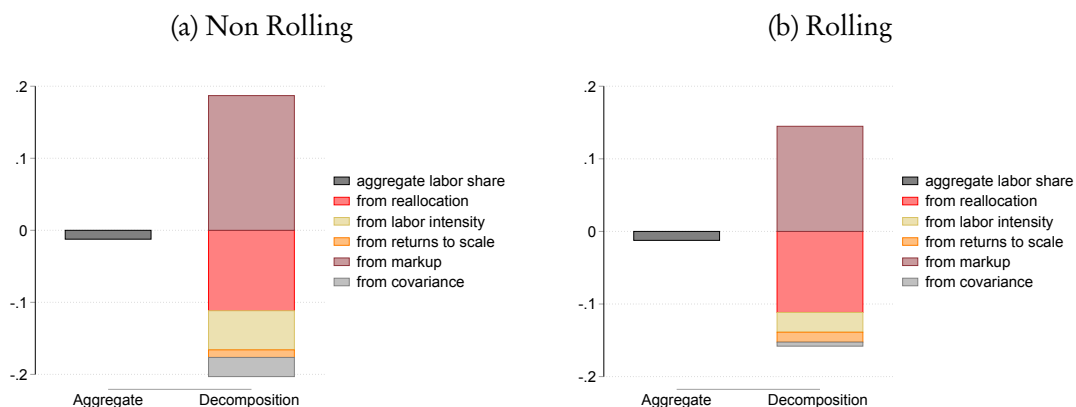 (a) Non Rolling
.2
.1
0
-.1
-.2
Aggregate
Decomposition
aggregate labor share
from reallocation
from labor intensity
from returns to scale
from markup
from covariance
(b) Rolling
.2
.1
0
-.1
-.2
Aggregate
Decomposition
aggregate labor share
from reallocation
from labor intensity
from returns to scale
from markup
from covariance